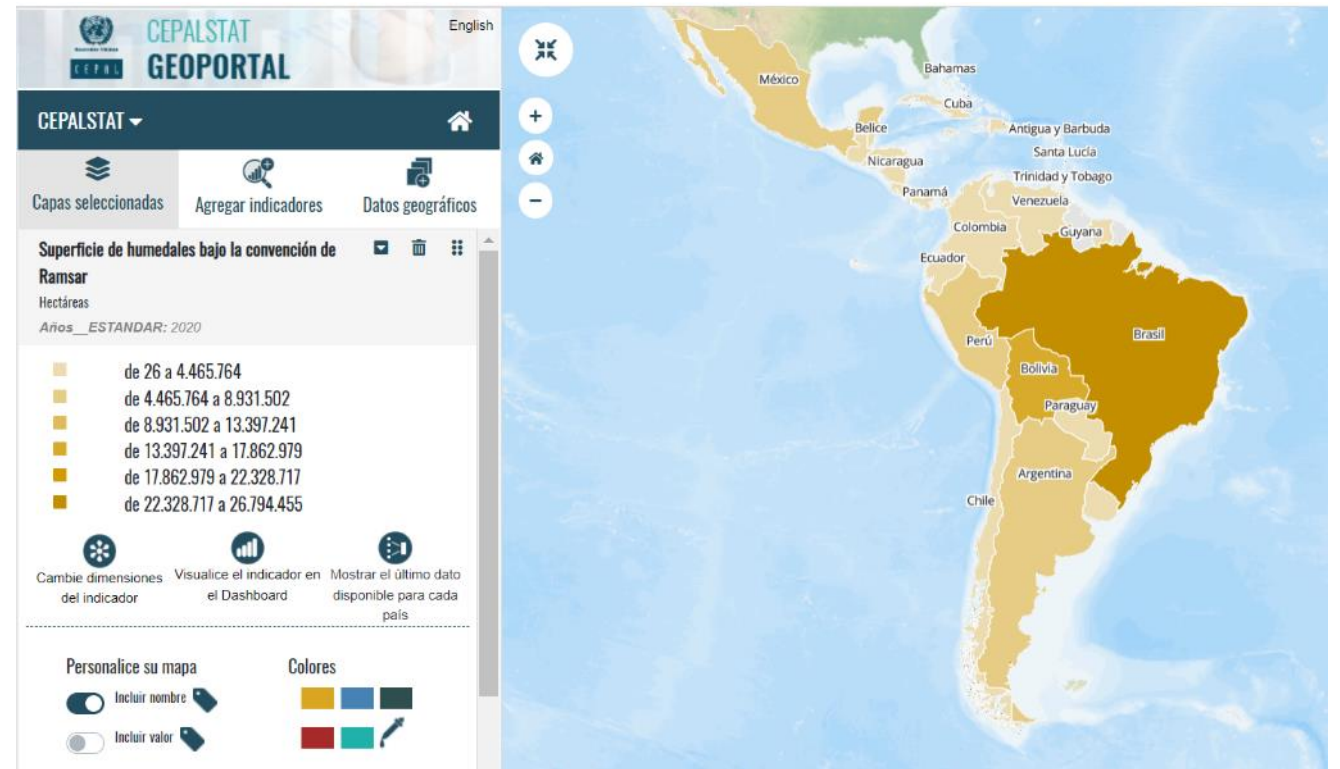 CEPALSTAT
GEOPORTAL
English
CEPAL
CEPALSTAT
Capas seleccionadas
Agregar indicadores
Datos geográficos
Superficie de humedales bajo la convención de
Ramsar
Hectáreas
Años__ESTANDAR: 2020
de 26 a 4.465.764
de 4.465.764 a 8.931.502
de 8.931.502 a 13.397.241
de 13.397.241 a 17.862.979
de 17.862.979 a 22.328.717
de 22.328.717 a 26.794.455
Cambie dimensiones
del indicador
Visualice el indicador en
el Dashboard
Mostrar el último dato
disponible para cada
país
Personalice su mapa
Colores
Incluir nombre
Incluir valor
México
Bahamas
Cuba
Belice
Antigua y Barbuda
Santa Lucía
Nicaragua
Trinidad y Tobago
Panamá
Venezuela
Colombia
Guyana
Ecuador
Perú
Brasil
Bolivia
Paraguay
Argentina
Chile